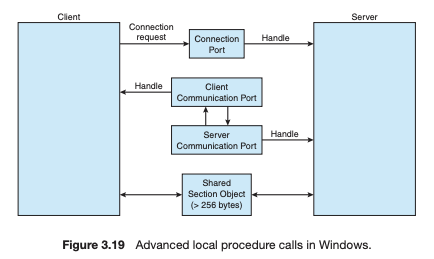 Client
Server
Connection
request
Connection
Port
Handle
Handle
Client
Communication Port
Server
Communication Port
Handle
Shared
Section Object
(> 256 bytes)
Figure 3.19 Advanced local procedure calls in Windows.